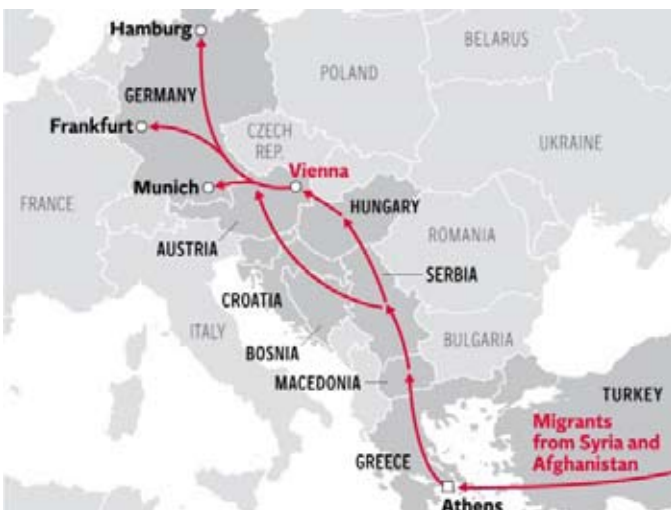 Hamburg
BELARUS
POLAND
GERMANY
Frankfurt
CZECH
REP.
UKRAINE
Vienna
Munich
FRANCE
HUNGARY
AUSTRIA
ROMANIA
SERBIA
CROATIA
ITALY
BOSNIA
BULGARIA
MACEDONIA
TURKEY
Migrants
from Syria and
Afghanistan
GREECE
Athens